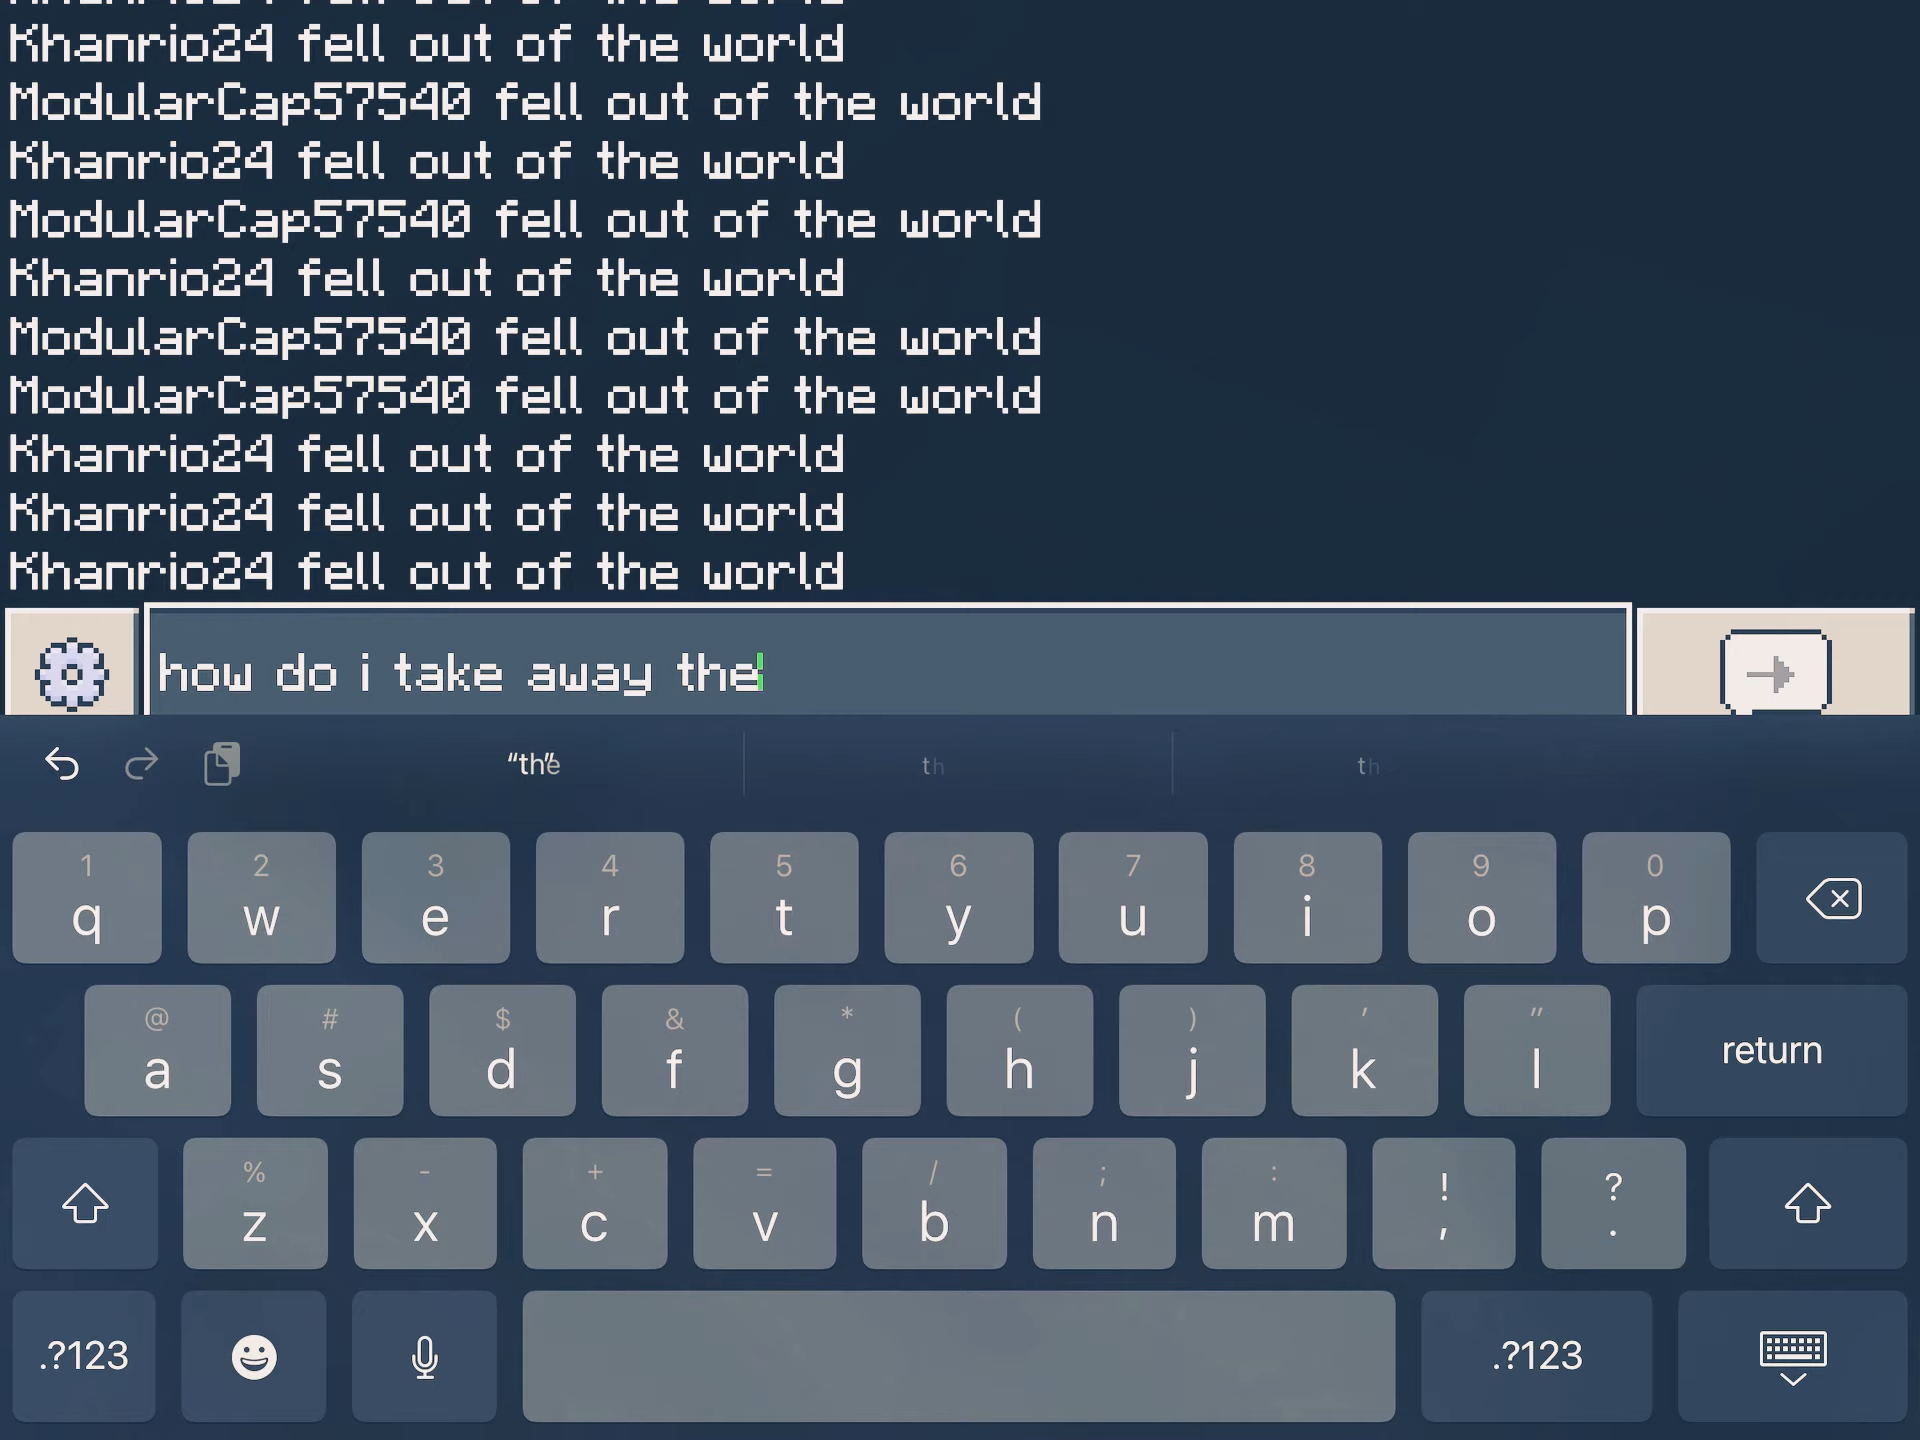 Khanrio24 fell out of the world
ModularCap57540 fell out of the world
Khanrio24 fell out of the world
ModularCap57540 fell out of the world
Khanrio24 fell out of the world
ModularCap57540 fell out of the world
ModularCap57540 fell out of the world
Khanrio24 fell out of the world
Khanrio24 fell out of the world
Khanrio24 fell out of the world
how do i take away the
“the” th th
1 2 3 4 5 6 7 8 9 0
q w e r t y u i o p
@ # $ & * ( ) ' "
a s d f g h j k l return
% - + = / ; : ! ?
z x c v b n m , .
.?123 .?123